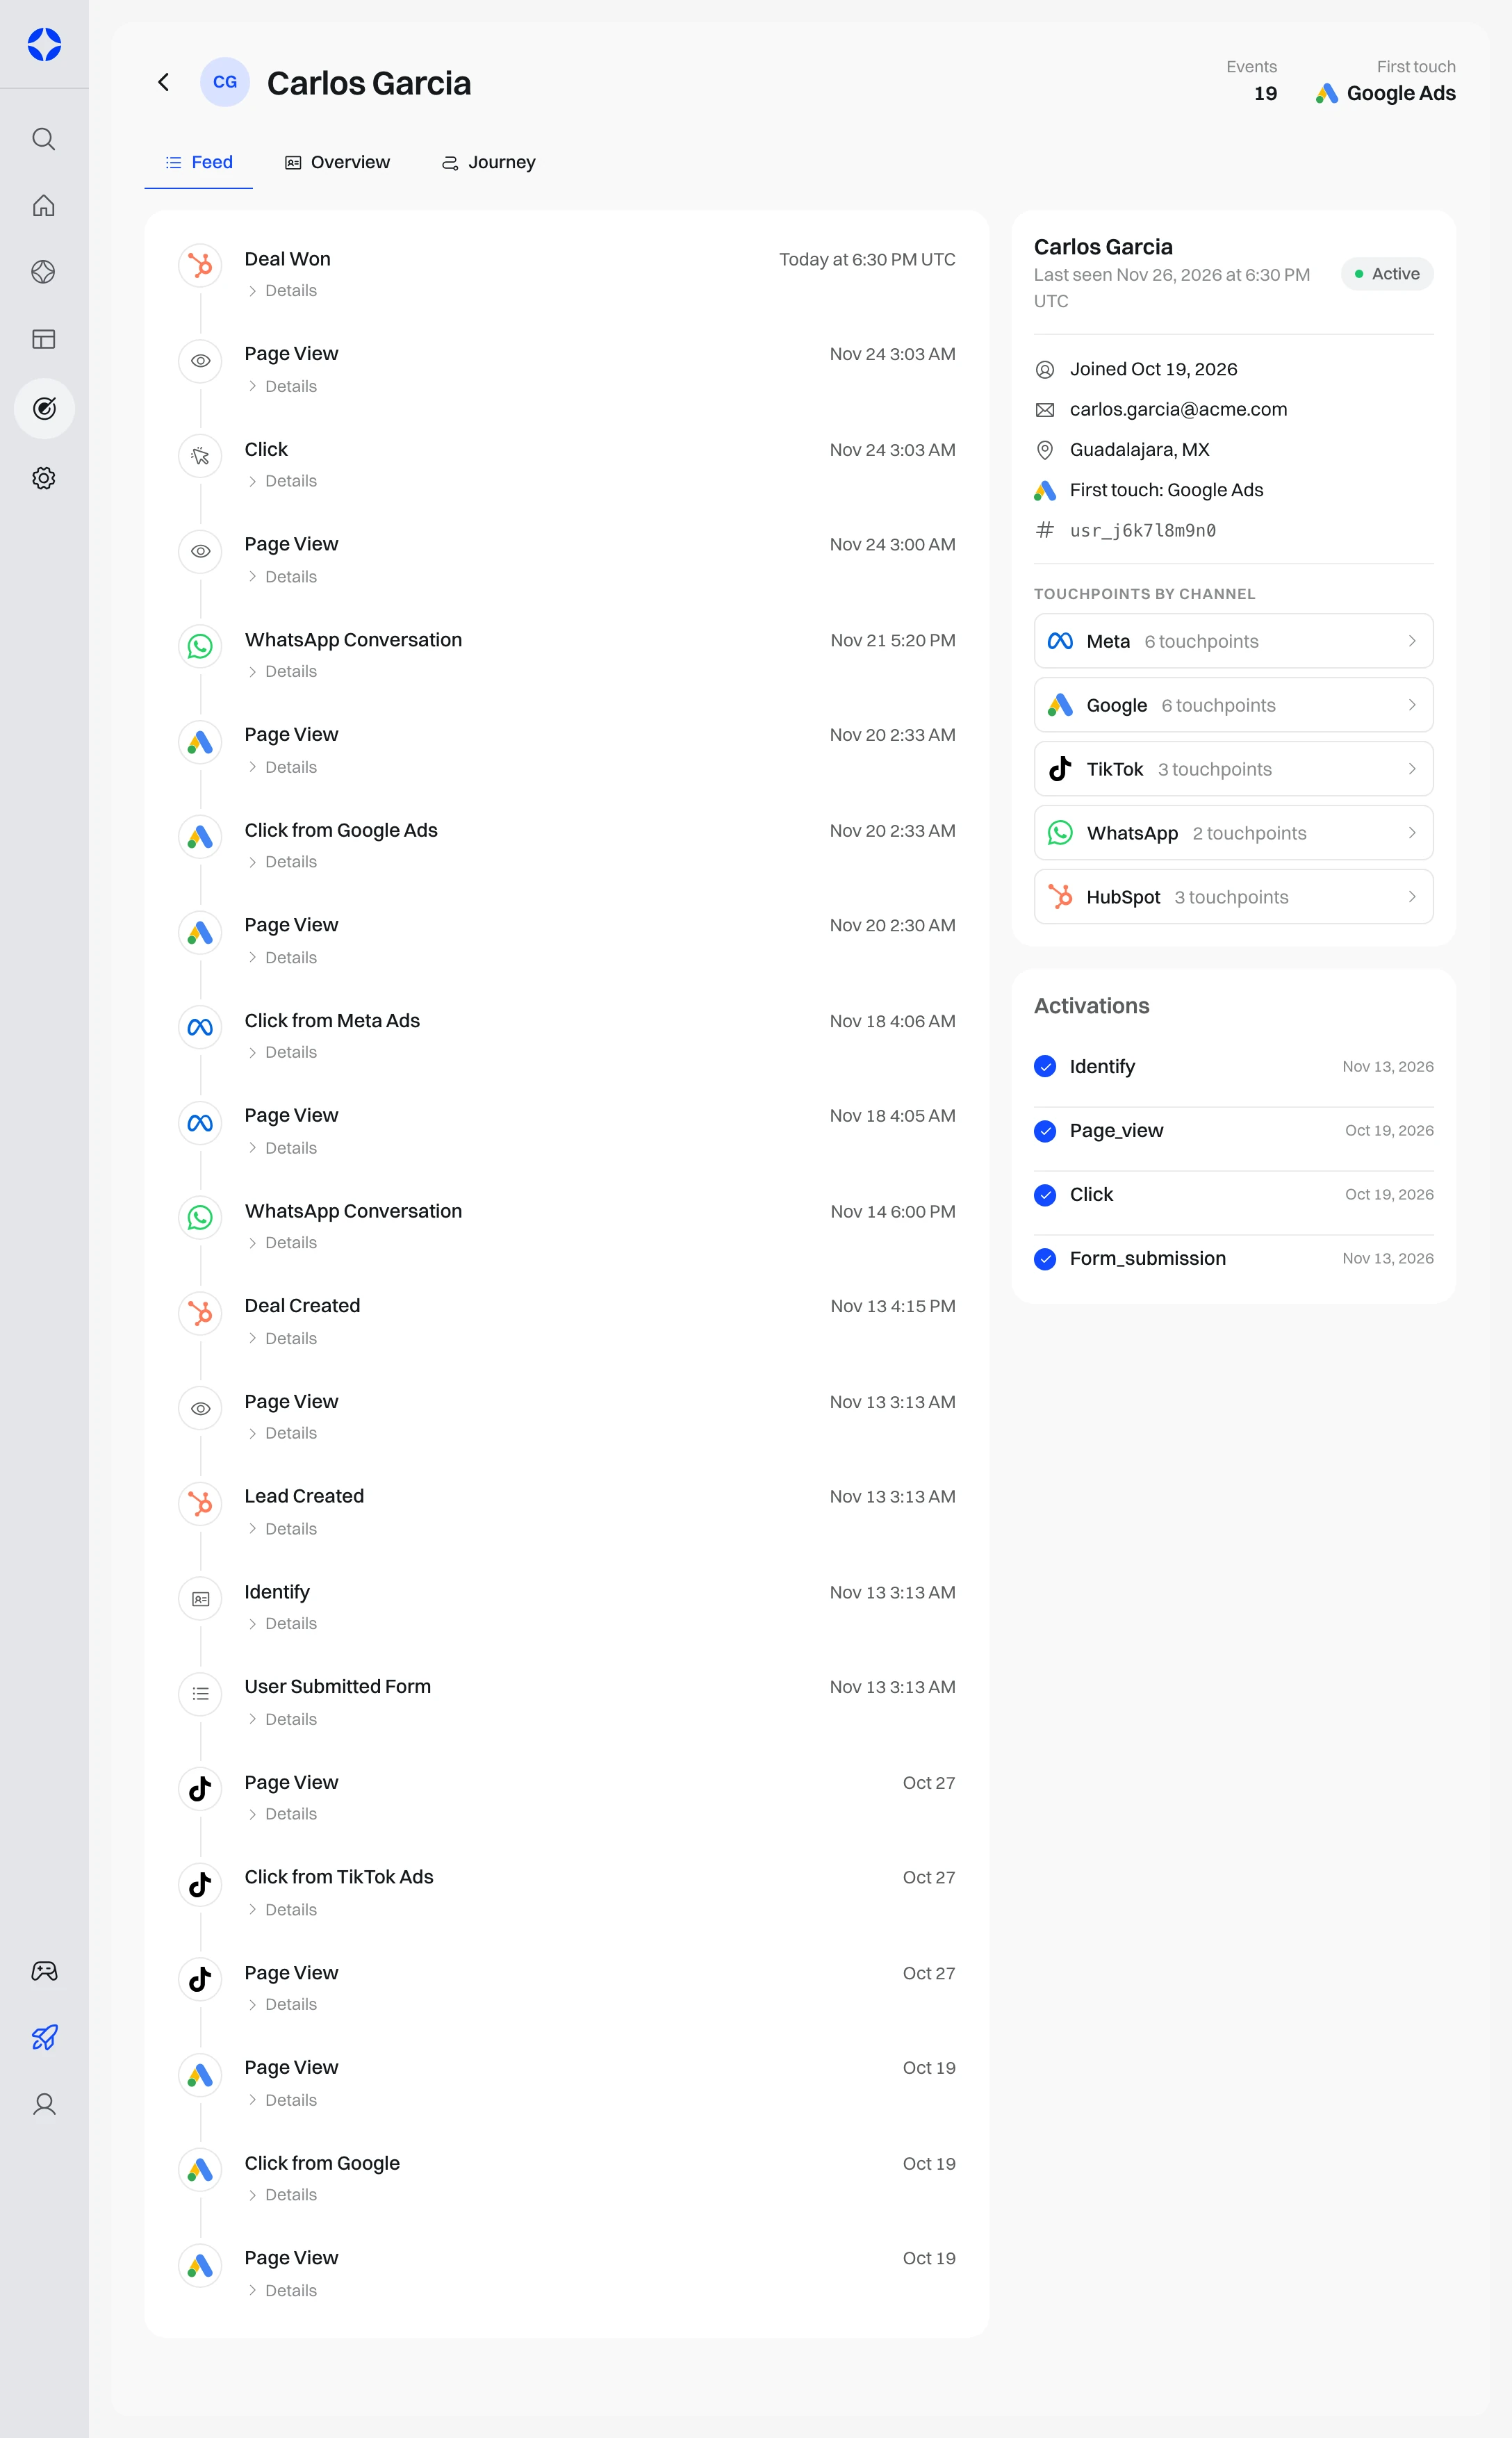 CG
Carlos Garcia
Events
19
First touch
Google Ads
Feed
Overview
Journey
Deal Won
Today at 6:30 PM UTC
Details
Page View
Nov 24 3:03 AM
Details
Click
Nov 24 3:03 AM
Details
Page View
Nov 24 3:00 AM
Details
WhatsApp Conversation
Nov 21 5:20 PM
Details
Page View
Nov 20 2:33 AM
Details
Click from Google Ads
Nov 20 2:33 AM
Details
Page View
Nov 20 2:30 AM
Details
Click from Meta Ads
Nov 18 4:06 AM
Details
Page View
Nov 18 4:05 AM
Details
WhatsApp Conversation
Nov 14 6:00 PM
Details
Deal Created
Nov 13 4:15 PM
Details
Page View
Nov 13 3:13 AM
Details
Lead Created
Nov 13 3:13 AM
Details
Identify
Nov 13 3:13 AM
Details
User Submitted Form
Nov 13 3:13 AM
Details
Page View
Oct 27
Details
Click from TikTok Ads
Oct 27
Details
Page View
Oct 27
Details
Page View
Oct 19
Details
Click from Google
Oct 19
Details
Page View
Oct 19
Details
Carlos Garcia
Last seen Nov 26, 2026 at 6:30 PM
UTC
Active
Joined Oct 19, 2026
carlos.garcia@acme.com
Guadalajara, MX
First touch: Google Ads
usr_j6k7l8m9n0
TOUCHPOINTS BY CHANNEL
Meta 6 touchpoints
Google 6 touchpoints
TikTok 3 touchpoints
WhatsApp 2 touchpoints
HubSpot 3 touchpoints
Activations
Identify
Nov 13, 2026
Page_view
Oct 19, 2026
Click
Oct 19, 2026
Form_submission
Nov 13, 2026